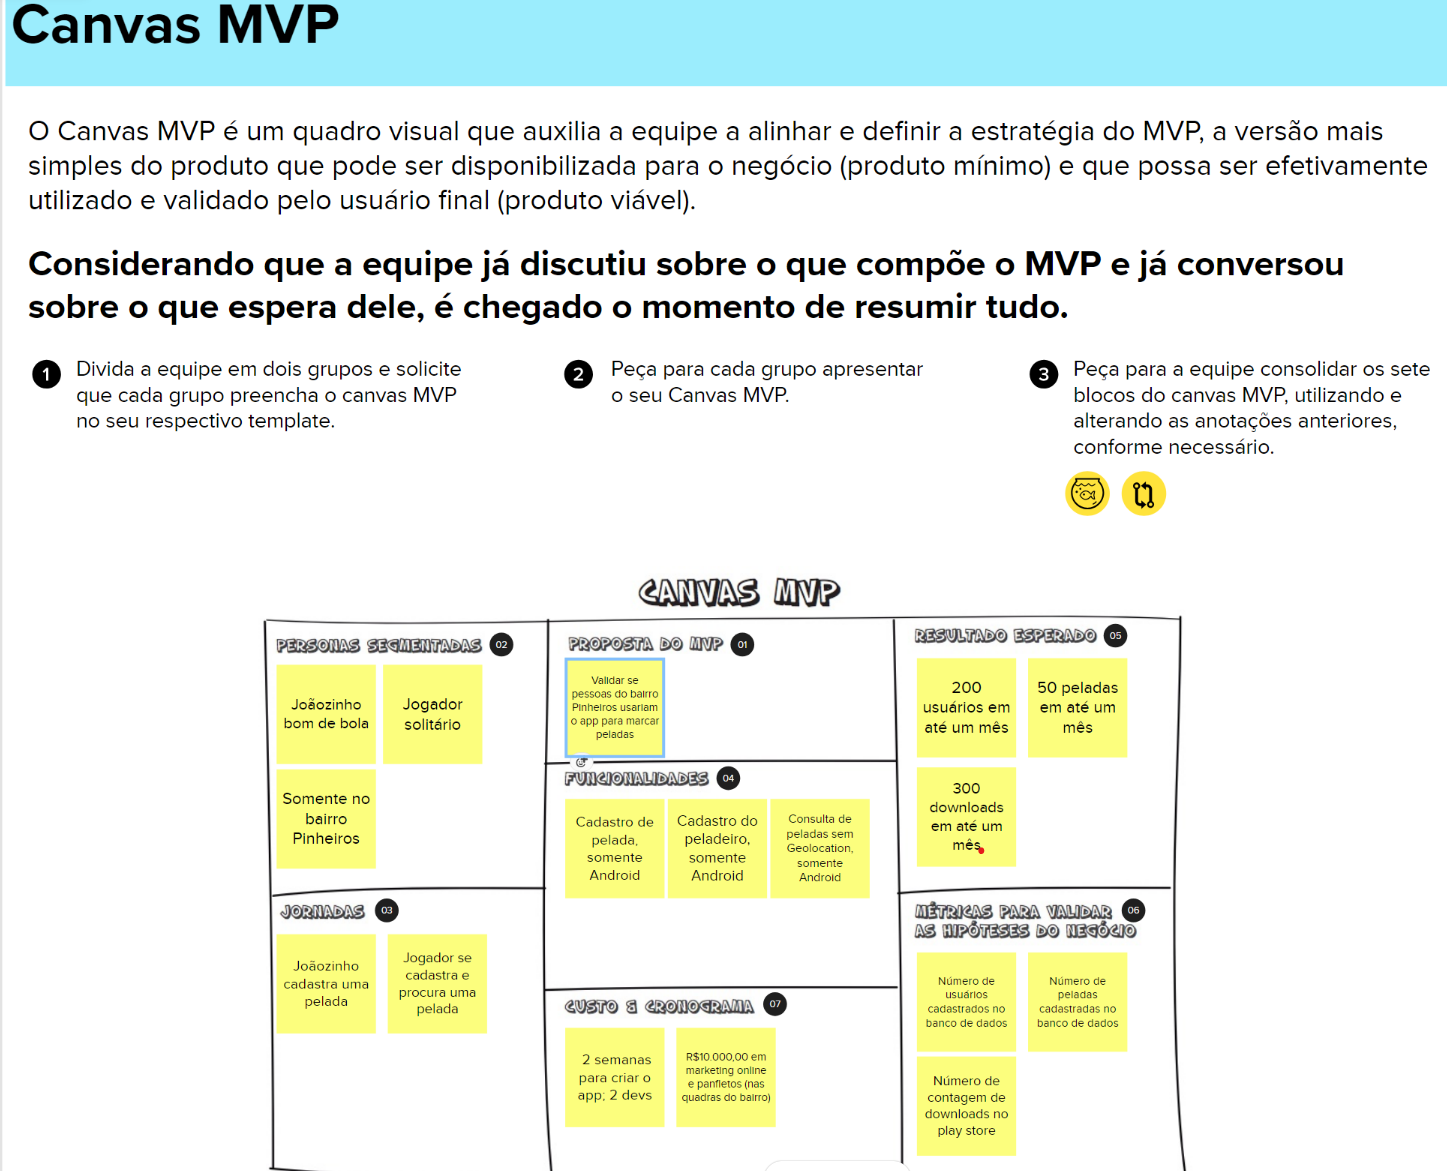 Canvas MVP
O Canvas MVP é um quadro visual que auxilia a equipe a alinhar e definir a estratégia do MVP, a versão mais
simples do produto que pode ser disponibilizada para o negócio (produto mínimo) e que possa ser efetivamente
utilizado e validado pelo usuário final (produto viável).
Considerando que a equipe já discutiu sobre o que compõe o MVP e já conversou
sobre o que espera dele, é chegado o momento de resumir tudo.
1
Divida a equipe em dois grupos e solicite
que cada grupo preencha o canvas MVP
no seu respectivo template.
2
Peça para cada grupo apresentar
o seu Canvas MVP.
3
Peça para a equipe consolidar os sete
blocos do canvas MVP, utilizando e
alterando as anotações anteriores,
conforme necessário.
CANVAS MVP
PERSONAS SEGMENTADAS 02
Joãozinho
bom de bola
Jogador
solitário
Somente no
bairro
Pinheiros
PROPOSTA DO MVP 01
Validar se
pessoas do bairro
Pinheiros usariam
o app para marcar
peladas
RESULTADO ESPERADO 05
200
usuários em
até um mês
50 peladas
em até um
mês
300
downloads
em até um
mês
FUNCIONALIDADES 04
Cadastro de
pelada,
somente
Android
Cadastro do
peladeiro,
somente
Android
Consulta de
peladas sem
Geolocation,
somente
Android
JORNADAS 03
Joãozinho
cadastra uma
pelada
Jogador se
cadastra e
procura uma
pelada
CUSTO & CRONOGRAMA 07
2 semanas
para criar o
app; 2 devs
R$10.000,00 em
marketing online
e panfletos (nas
quadras do bairro)
MÉTRICAS PARA VALIDAR 06
AS HIPÓTESES DO NEGÓCIO
Número de
usuários
cadastrados no
banco de dados
Número de
peladas
cadastradas no
banco de dados
Número de
contagem de
downloads no
play store